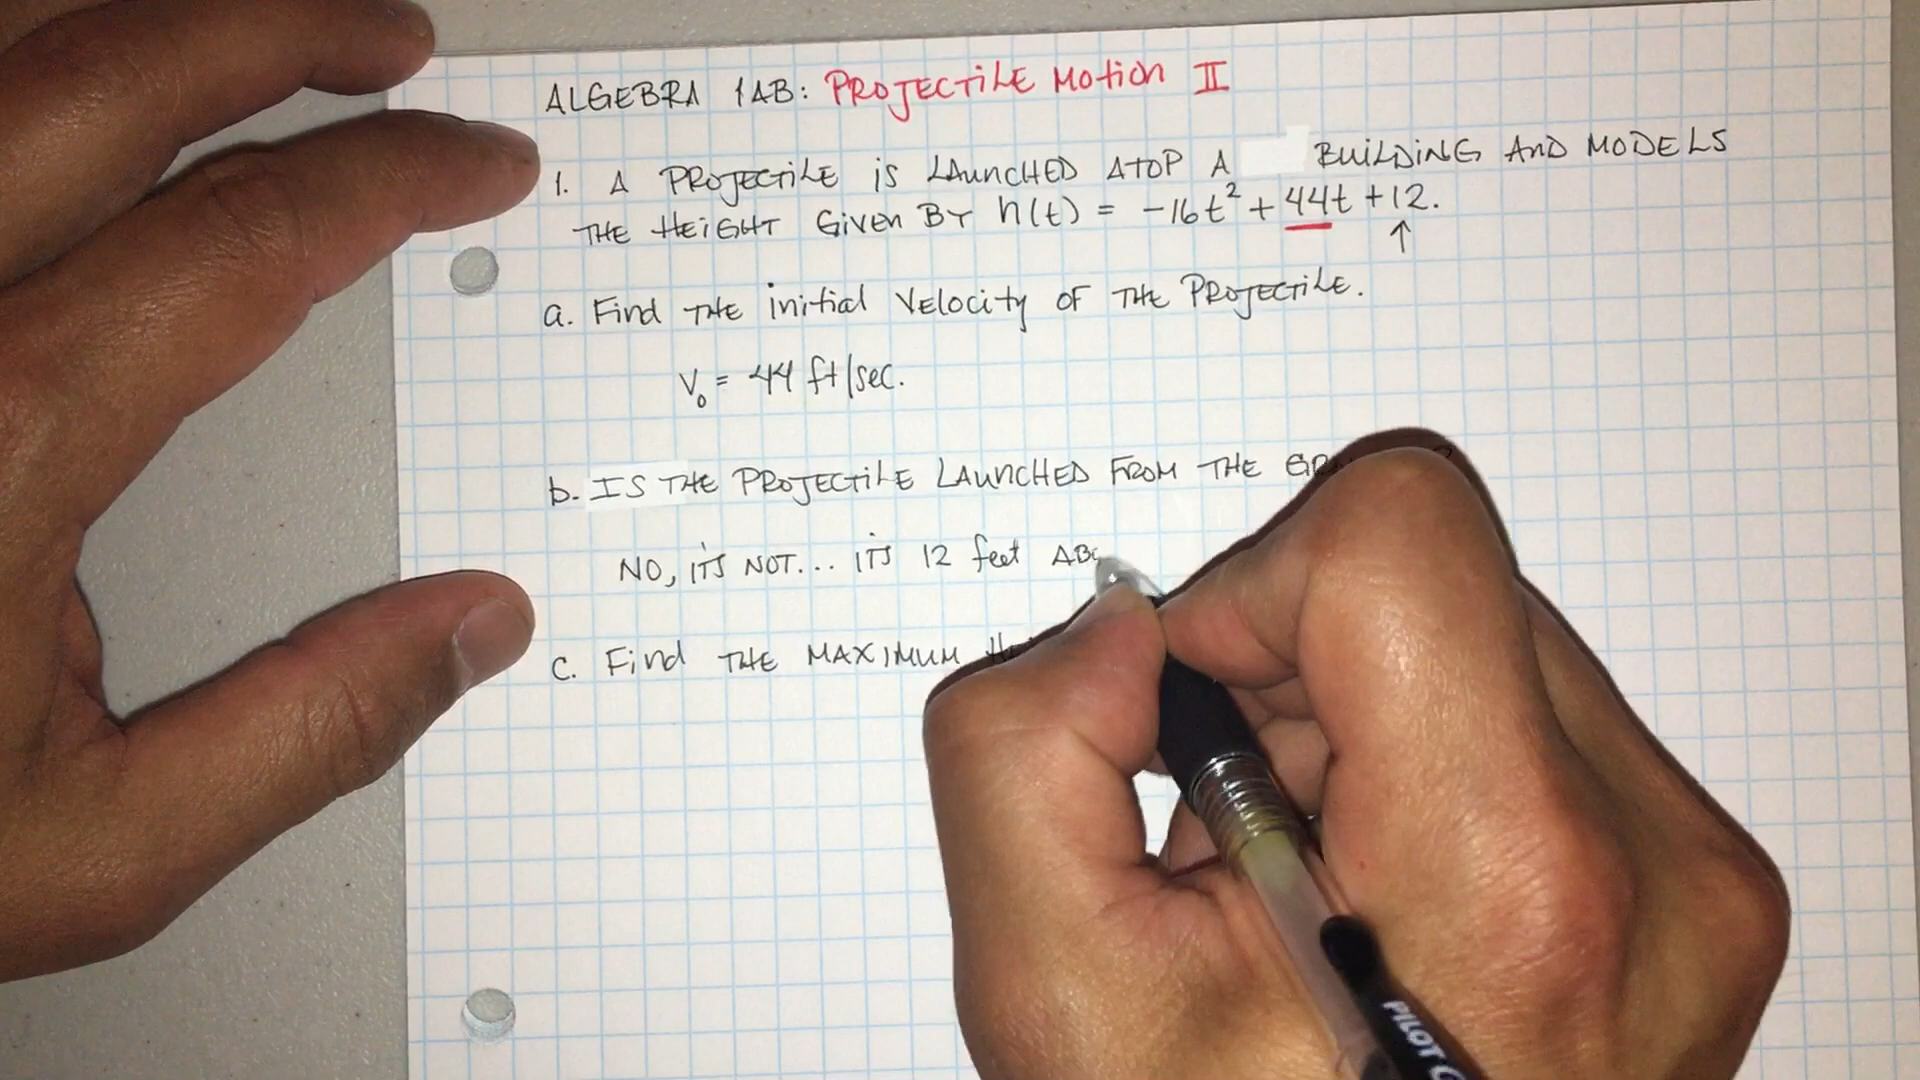 ALGEBRA 1AB: PROJECTILE MOTION II
1. A PROJECTILE IS LAUNCHED ATOP A BUILDING AND MODELS
THE HEIGHT GIVEN BY h(t) = -16t² + 44t + 12.
↑
a. Find THE initial Velocity OF THE PROJECTILE.
V₀ = 44 ft/sec.
b. IS THE PROJECTILE LAUNCHED FROM THE
NO, IT'S NOT... IT'S 12 feet
c. Find THE MAXIMUM
PILOT